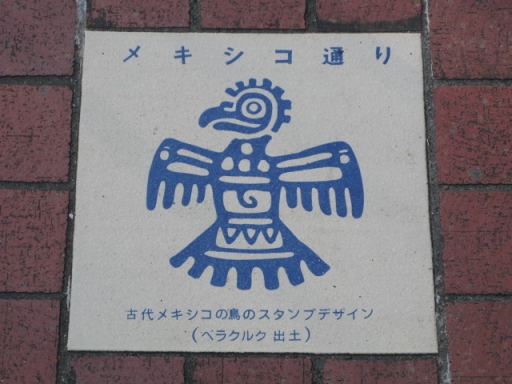 メキシコ通り
古代メキシコの鳥のスタンプデザイン
(ベラクルク 出土)